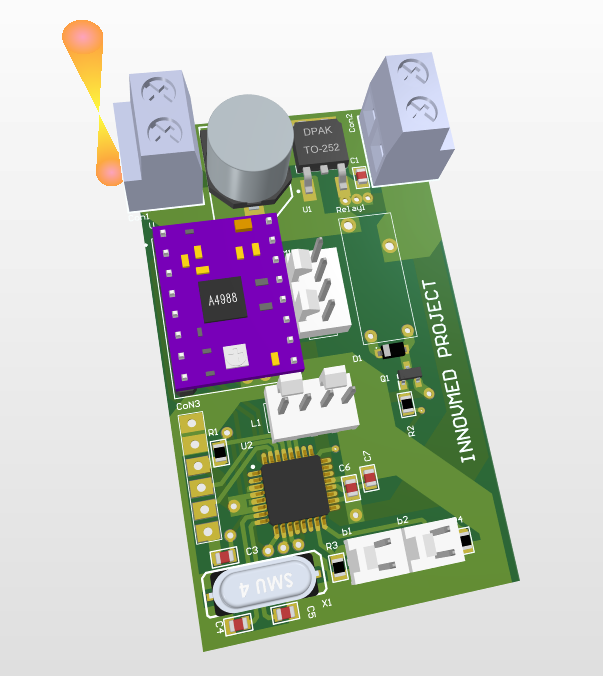 DPAK
TO-252
Con2
C1
U1
Relay1
A4988
INNOVMED PROJECT
D1
Q1
R2
CoN3
R1
L1
U2
C6
C7
b1
b2
R3
C3
SMU 4
X1
C4
C5